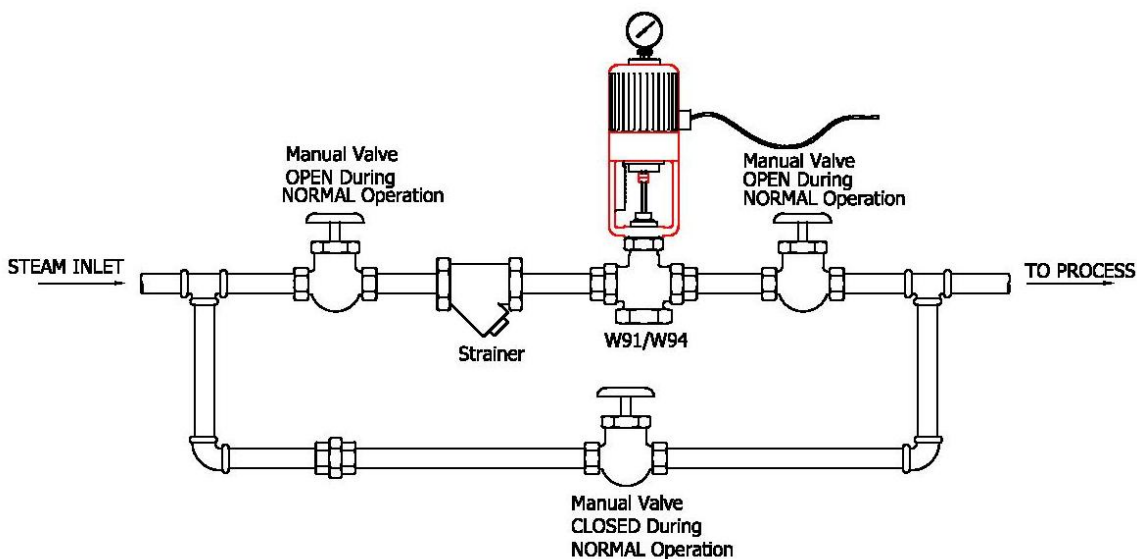 Manual Valve
OPEN During
NORMAL Operation
Manual Valve
OPEN During
NORMAL Operation
STEAM INLET
TO PROCESS
Strainer
W91/W94
Manual Valve
CLOSED During
NORMAL Operation